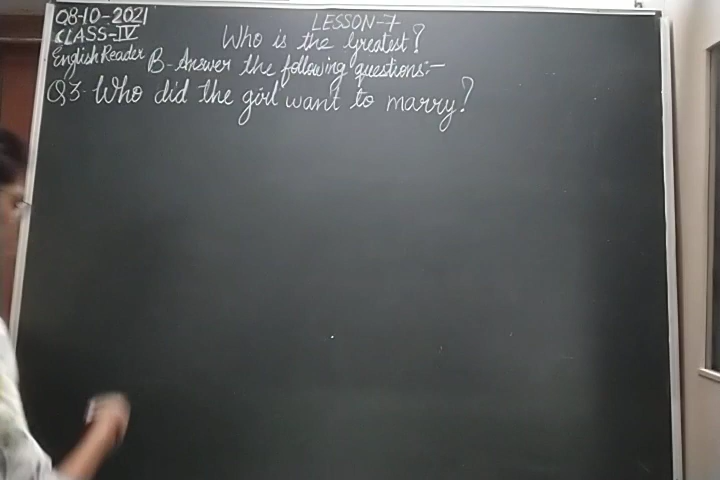 08-10-2021
CLASS-IV
English Reader
LESSON-7
Who is the Greatest?
B-Answer the following questions:-
Q3. Who did the girl want to marry?